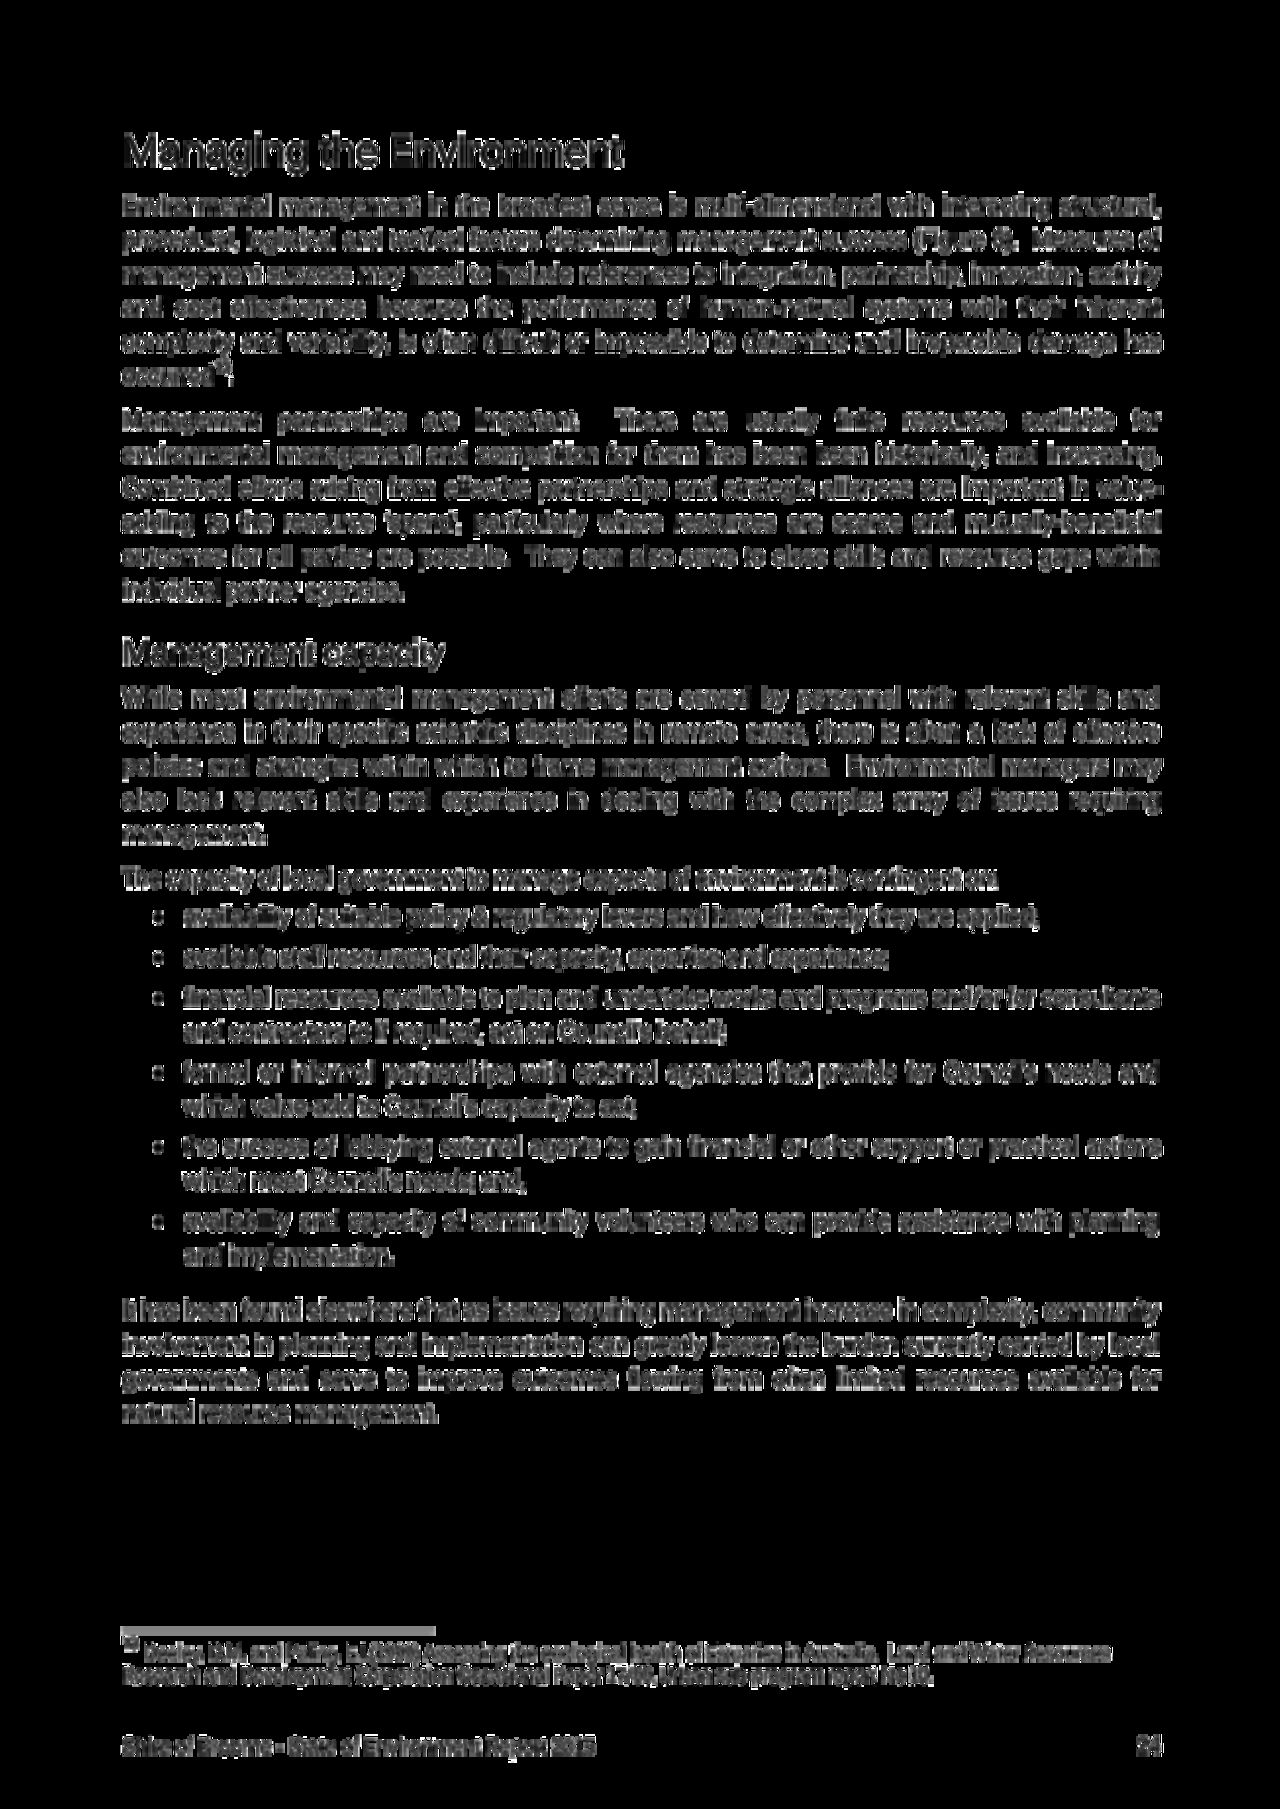 Managing the Environment
Environmental management in the broadest sense is multi-dimensional with interacting structural,
procedural, logistical and tactical factors determining management success (Figure 6). Measures of
management success may need to include references to integration, partnership, innovation, activity
and cost effectiveness because the performance of human-natural systems with their inherent
complexity and variability, is often difficult or impossible to determine until irreparable damage has
occurred
Management partnerships are important. There are usually finite resources available for
environmental management and competition for them has been keen historically, and increasing.
Combined efforts arising from effective partnerships and strategic alliances are important in value-
adding to the resource 'spend', particularly where resources are scarce and mutually-beneficial
outcomes for all parties are possible. They can also serve to close skills and resource gaps within
individual partner agencies.
Management capacity
While most environmental management efforts are served by personnel with relevant skills and
experience in their specific scientific disciplines in remote areas, there is often a lack of effective
policies and strategies within which to frame management actions. Environmental managers may
also lack relevant skills and experience in dealing with the complex array of issues requiring
management.
The capacity of local government to manage aspects of environment is contingent on:
• availability of suitable policy & regulatory levers and how effectively they are applied;
• available staff resources and their capacity, expertise and experience;
• financial resources available to plan and undertake works and programs and/or for consultants
and contractors to if required, act on Council's behalf;
• formal or informal partnerships with external agencies that provide for Council's needs and
which value add to Council's capacity to act;
• the success of lobbying external agents to gain financial or other support or practical actions
which meet Council's needs; and,
• availability and capacity of community volunteers who can provide assistance with planning
and implementation.
It has been found elsewhere that as issues requiring management increase in complexity, community
involvement in planning and implementation can greatly lessen the burden currently carried by local
governments and serve to improve outcomes flowing from often limited resources available for
natural resource management.
and assessing the ecological health of estuaries in Australia. Land and Water Resources
Research and Development Corporation Occasional Paper
Shire of Broome - State of Environment Report